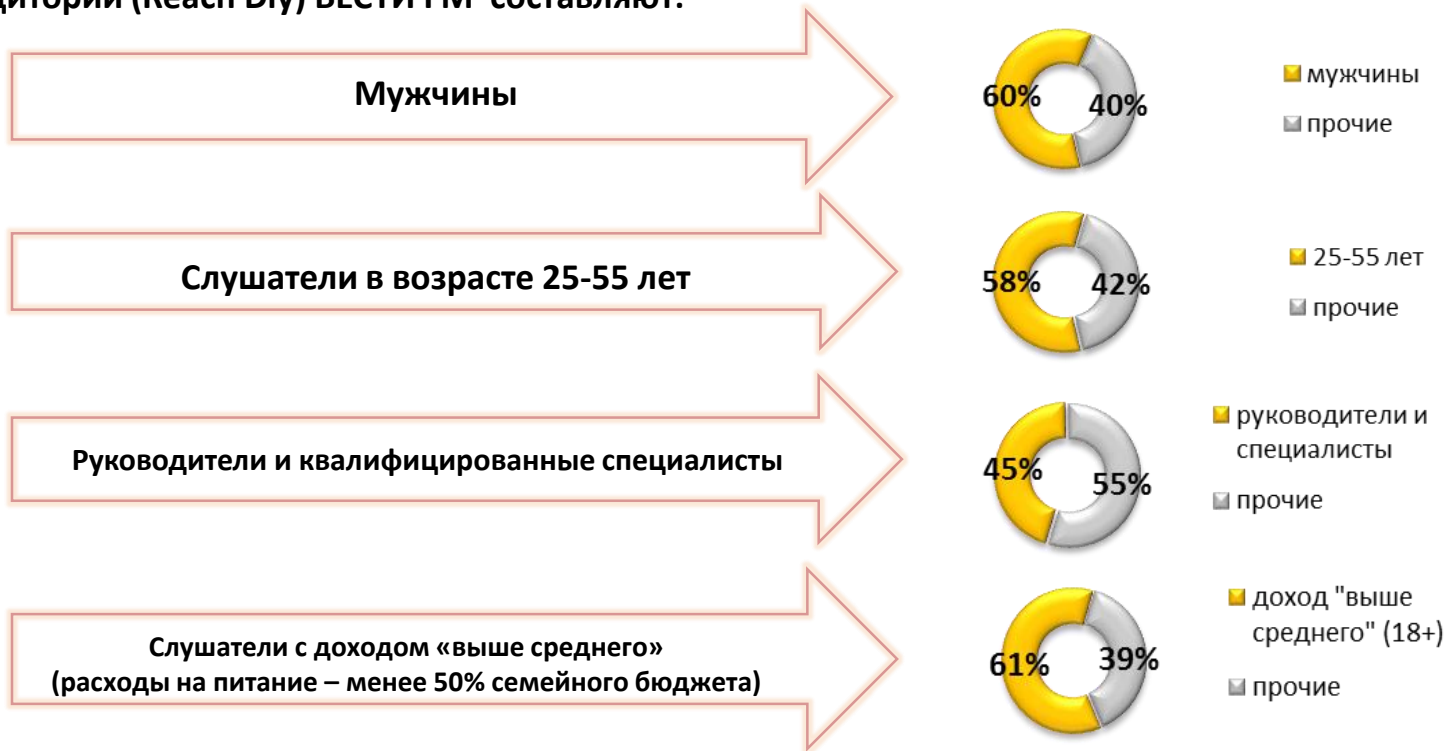 (Reach Dly) ВЕСТИ FM составляют:
Мужчины
60%
40%
мужчины
прочие
Слушатели в возрасте 25-55 лет
58%
42%
25-55 лет
прочие
Руководители и квалифицированные специалисты
45%
55%
руководители и
специалисты
прочие
Слушатели с доходом «выше среднего»
(расходы на питание – менее 50% семейного бюджета)
61%
39%
доход "выше
среднего" (18+)
прочие